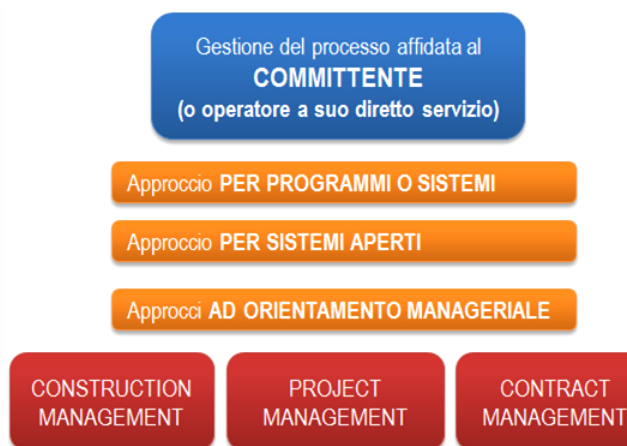 Gestione del processo affidata al
COMMITTENTE
(o operatore a suo diretto servizio)
Approccio PER PROGRAMMI O SISTEMI
Approccio PER SISTEMI APERTI
Approcci AD ORIENTAMENTO MANAGERIALE
CONSTRUCTION
MANAGEMENT
PROJECT
MANAGEMENT
CONTRACT
MANAGEMENT